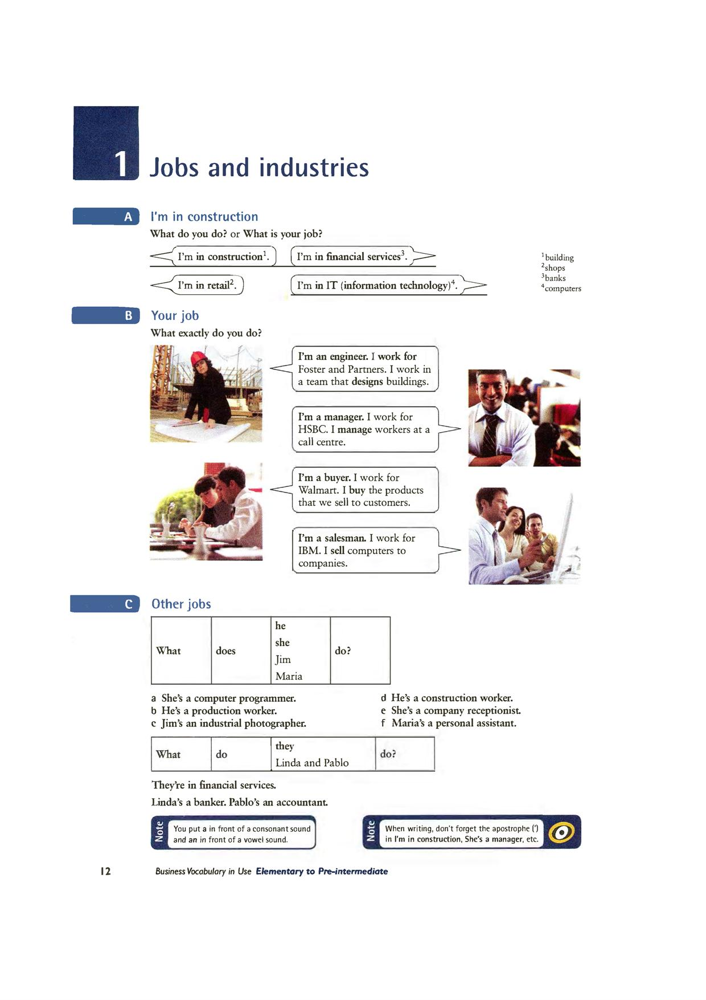 1 Jobs and industries
A I'm in construction
What do you do? or What is your job?
I'm in construction¹. I'm in financial services³.
I'm in retail². I'm in IT (information technology)⁴.
¹building
²shops
³banks
⁴computers
B Your job
What exactly do you do?
I'm an engineer. I work for
Foster and Partners. I work in
a team that designs buildings.
I'm a manager. I work for
HSBC. I manage workers at a
call centre.
I'm a buyer. I work for
Walmart. I buy the products
that we sell to customers.
I'm a salesman. I work for
IBM. I sell computers to
companies.
C Other jobs
he
she
What does do?
Jim
Maria
a She's a computer programmer.
b He's a production worker.
c Jim's an industrial photographer.
d He's a construction worker.
e She's a company receptionist.
f Maria's a personal assistant.
they
What do do?
Linda and Pablo
They're in financial services.
Linda's a banker. Pablo's an accountant.
Note
You put a in front of a consonant sound
and an in front of a vowel sound.
Note
When writing, don't forget the apostrophe (')
in I'm in construction, She's a manager, etc.
12 Business Vocabulary in Use Elementary to Pre-intermediate